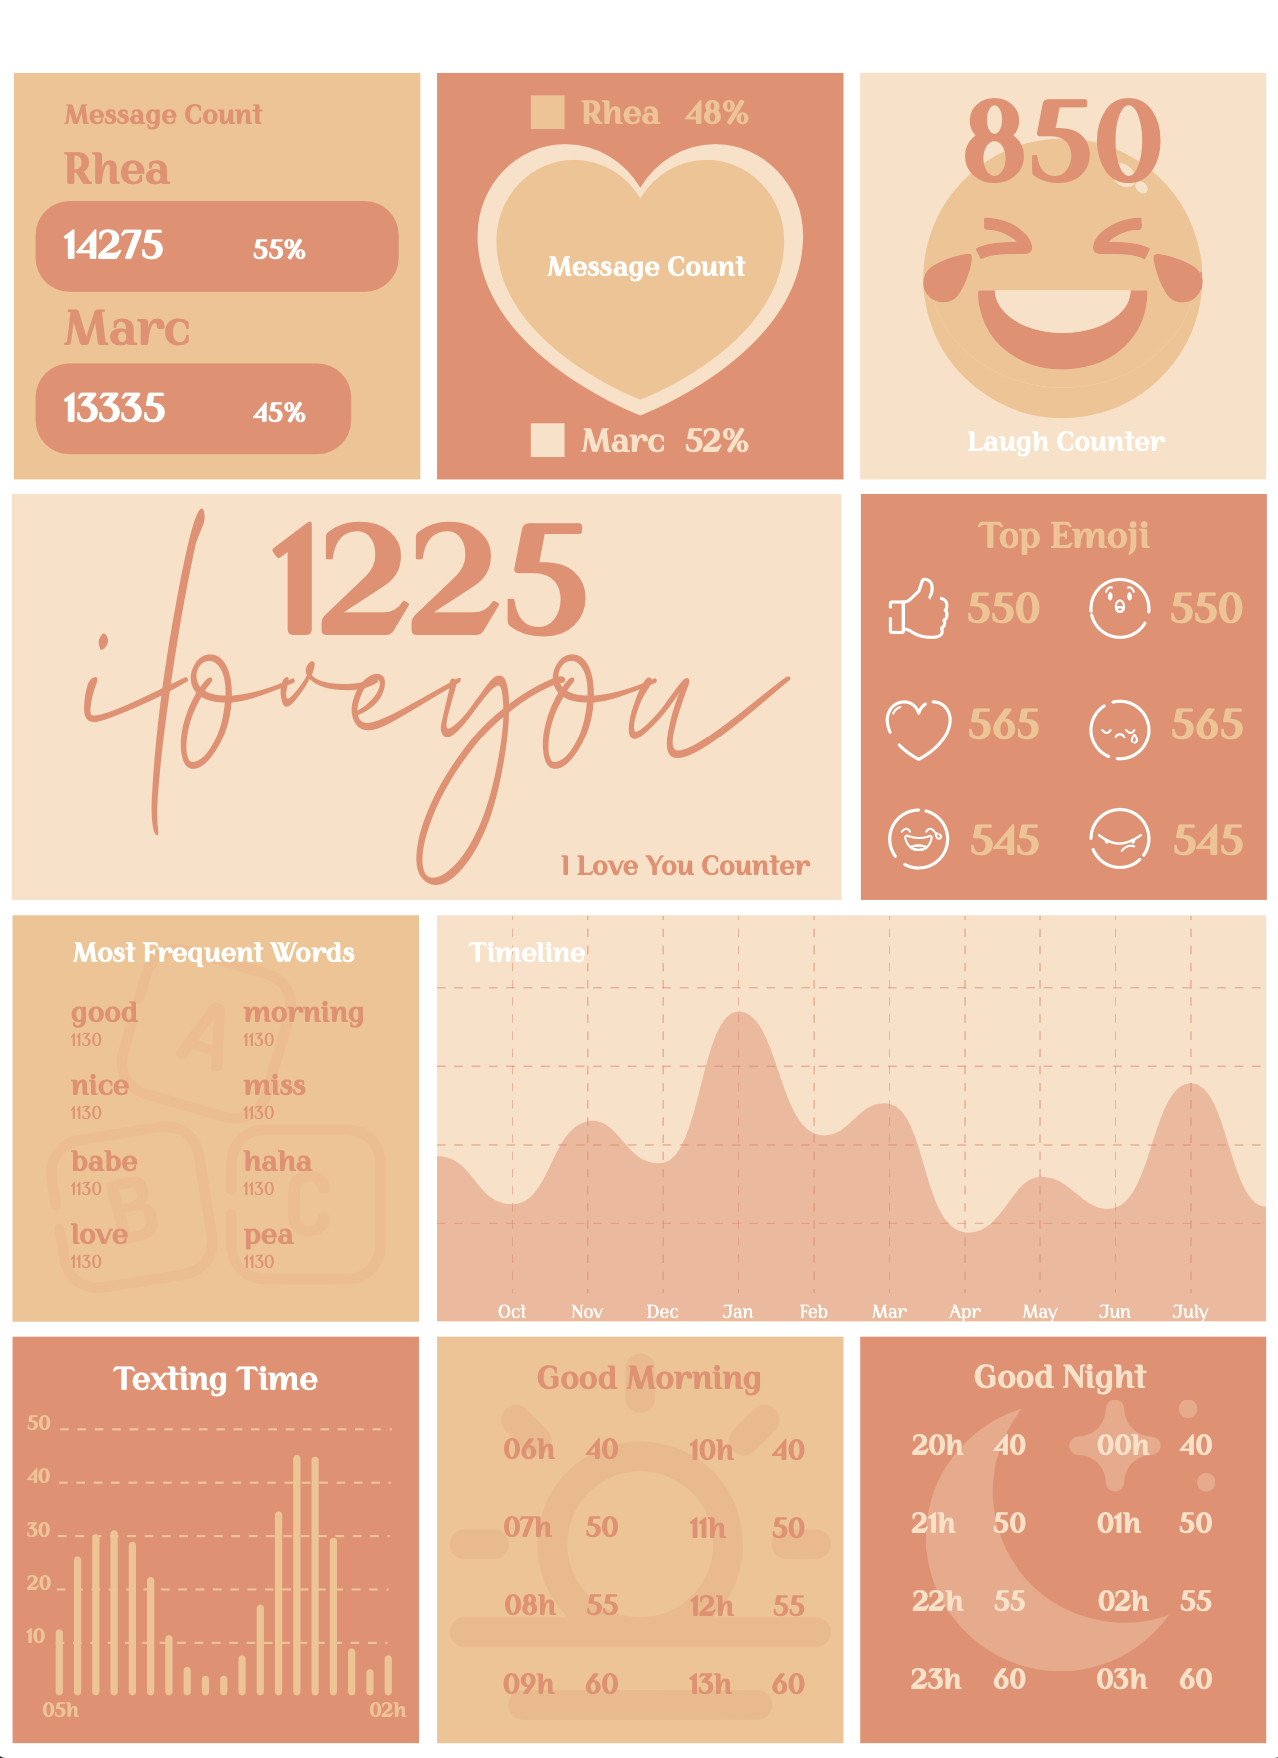 Message Count
Rhea
14275 55%
Marc
13335 45%
Rhea 48%
Message Count
Marc 52%
850
Laugh Counter
1225
iloveyou
I Love You Counter
Top Emoji
550 550
565 565
545 545
Most Frequent Words
good morning
1130 1130
nice miss
1130 1130
babe haha
1130 1130
love pea
1130 1130
A
B C
Timeline
Oct Nov Dec Jan Feb Mar Apr May Jun July
Texting Time
50
40
30
20
10
05h 02h
Good Morning
06h 40 10h 40
07h 50 11h 50
08h 55 12h 55
09h 60 13h 60
Good Night
20h 40 00h 40
21h 50 01h 50
22h 55 02h 55
23h 60 03h 60